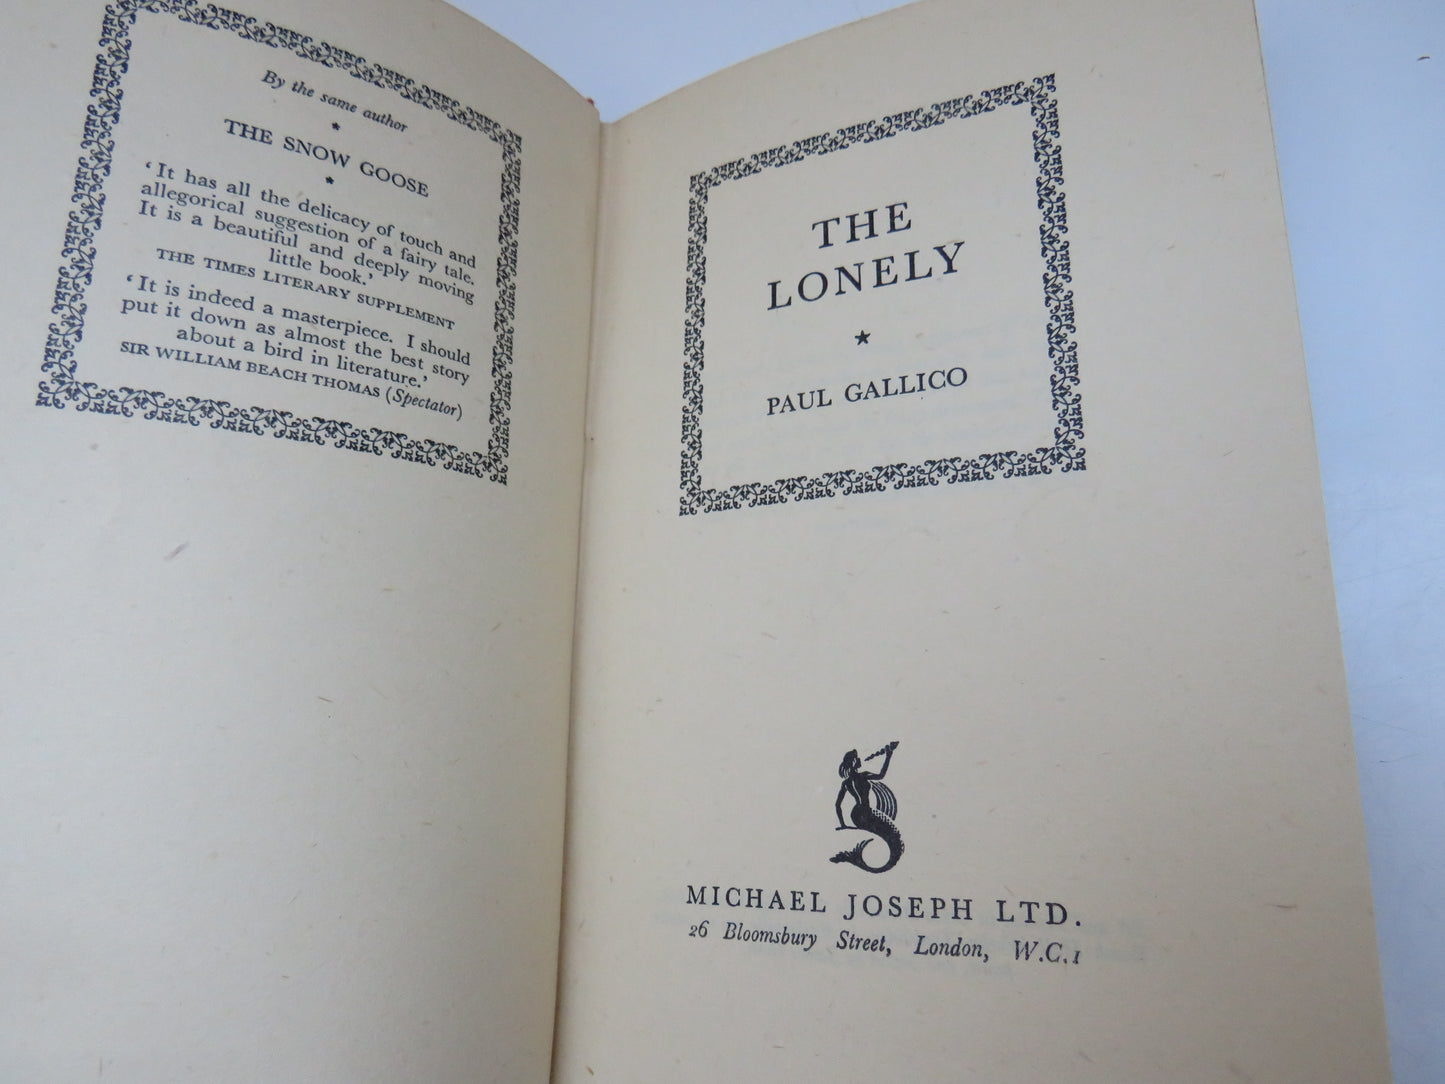 By the same author
★
THE SNOW GOOSE
★
‘It has all the delicacy of touch and
allegorical suggestion of a fairy tale.
It is a beautiful and deeply moving
little book.’
THE TIMES LITERARY SUPPLEMENT
‘It is indeed a masterpiece. I should
put it down as almost the best story
about a bird in literature.’
SIR WILLIAM BEACH THOMAS (Spectator)
THE
LONELY
★
PAUL GALLICO
MICHAEL JOSEPH LTD.
26 Bloomsbury Street, London, W.C.1